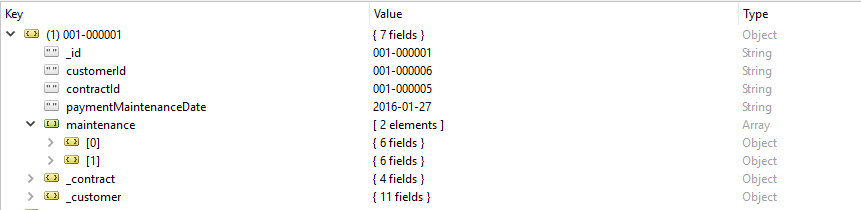 Key Value Type
(1) 001-000001 { 7 fields } Object
_id 001-000001 String
customerId 001-000006 String
contractId 001-000005 String
paymentMaintenanceDate 2016-01-27 String
maintenance [ 2 elements ] Array
[0] { 6 fields } Object
[1] { 6 fields } Object
_contract { 4 fields } Object
_customer { 11 fields } Object